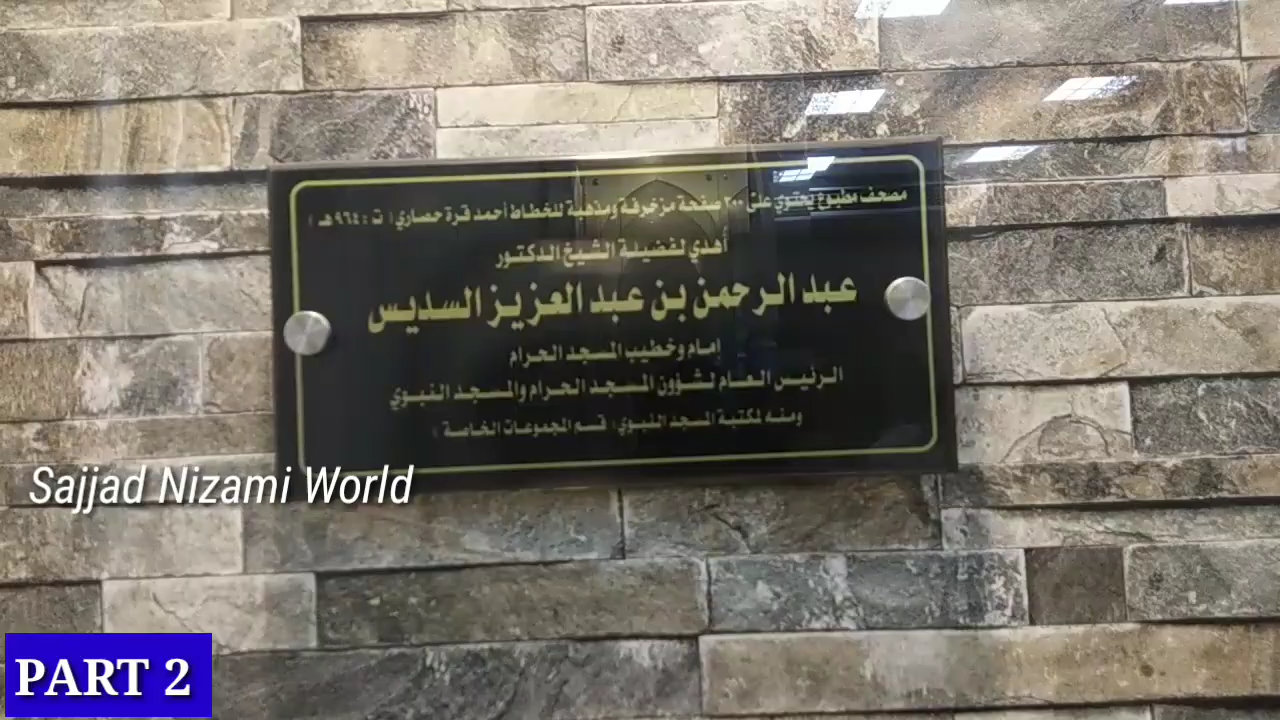 مصحف مطبوع يحتوي على ٢٠٠ صفحة مزخرفة ومذهبة للخطاط أحمد قرة حصاري ( ت : ٩٦٤ هـ )
أهدي لفضيلة الشيخ الدكتور
عبد الرحمن بن عبد العزيز السديس
إمام وخطيب المسجد الحرام
الرئيس العام لشؤون المسجد الحرام والمسجد النبوي
ومنه لمكتبة المسجد النبوي ( قسم المجموعات الخاصة )
Sajjad Nizami World
PART 2